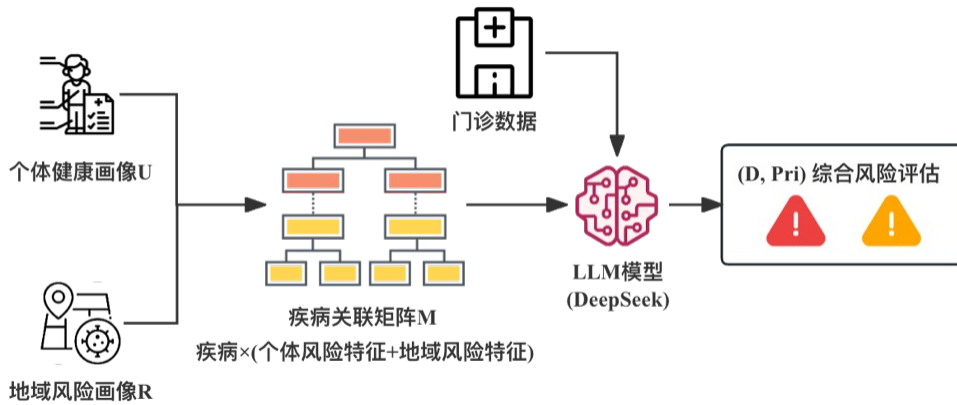 门诊数据
个体健康画像U
(D, Pri) 综合风险评估
LLM模型
(DeepSeek)
疾病关联矩阵M
疾病×(个体风险特征+地域风险特征)
地域风险画像R